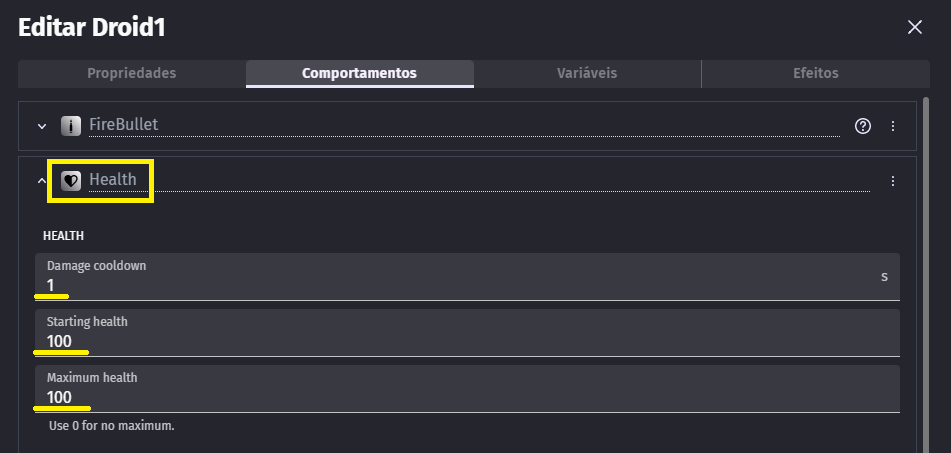 Editar Droid1
Propriedades Comportamentos Variáveis Efeitos
FireBullet
Health
HEALTH
Damage cooldown
1 s
Starting health
100
Maximum health
100
Use 0 for no maximum.